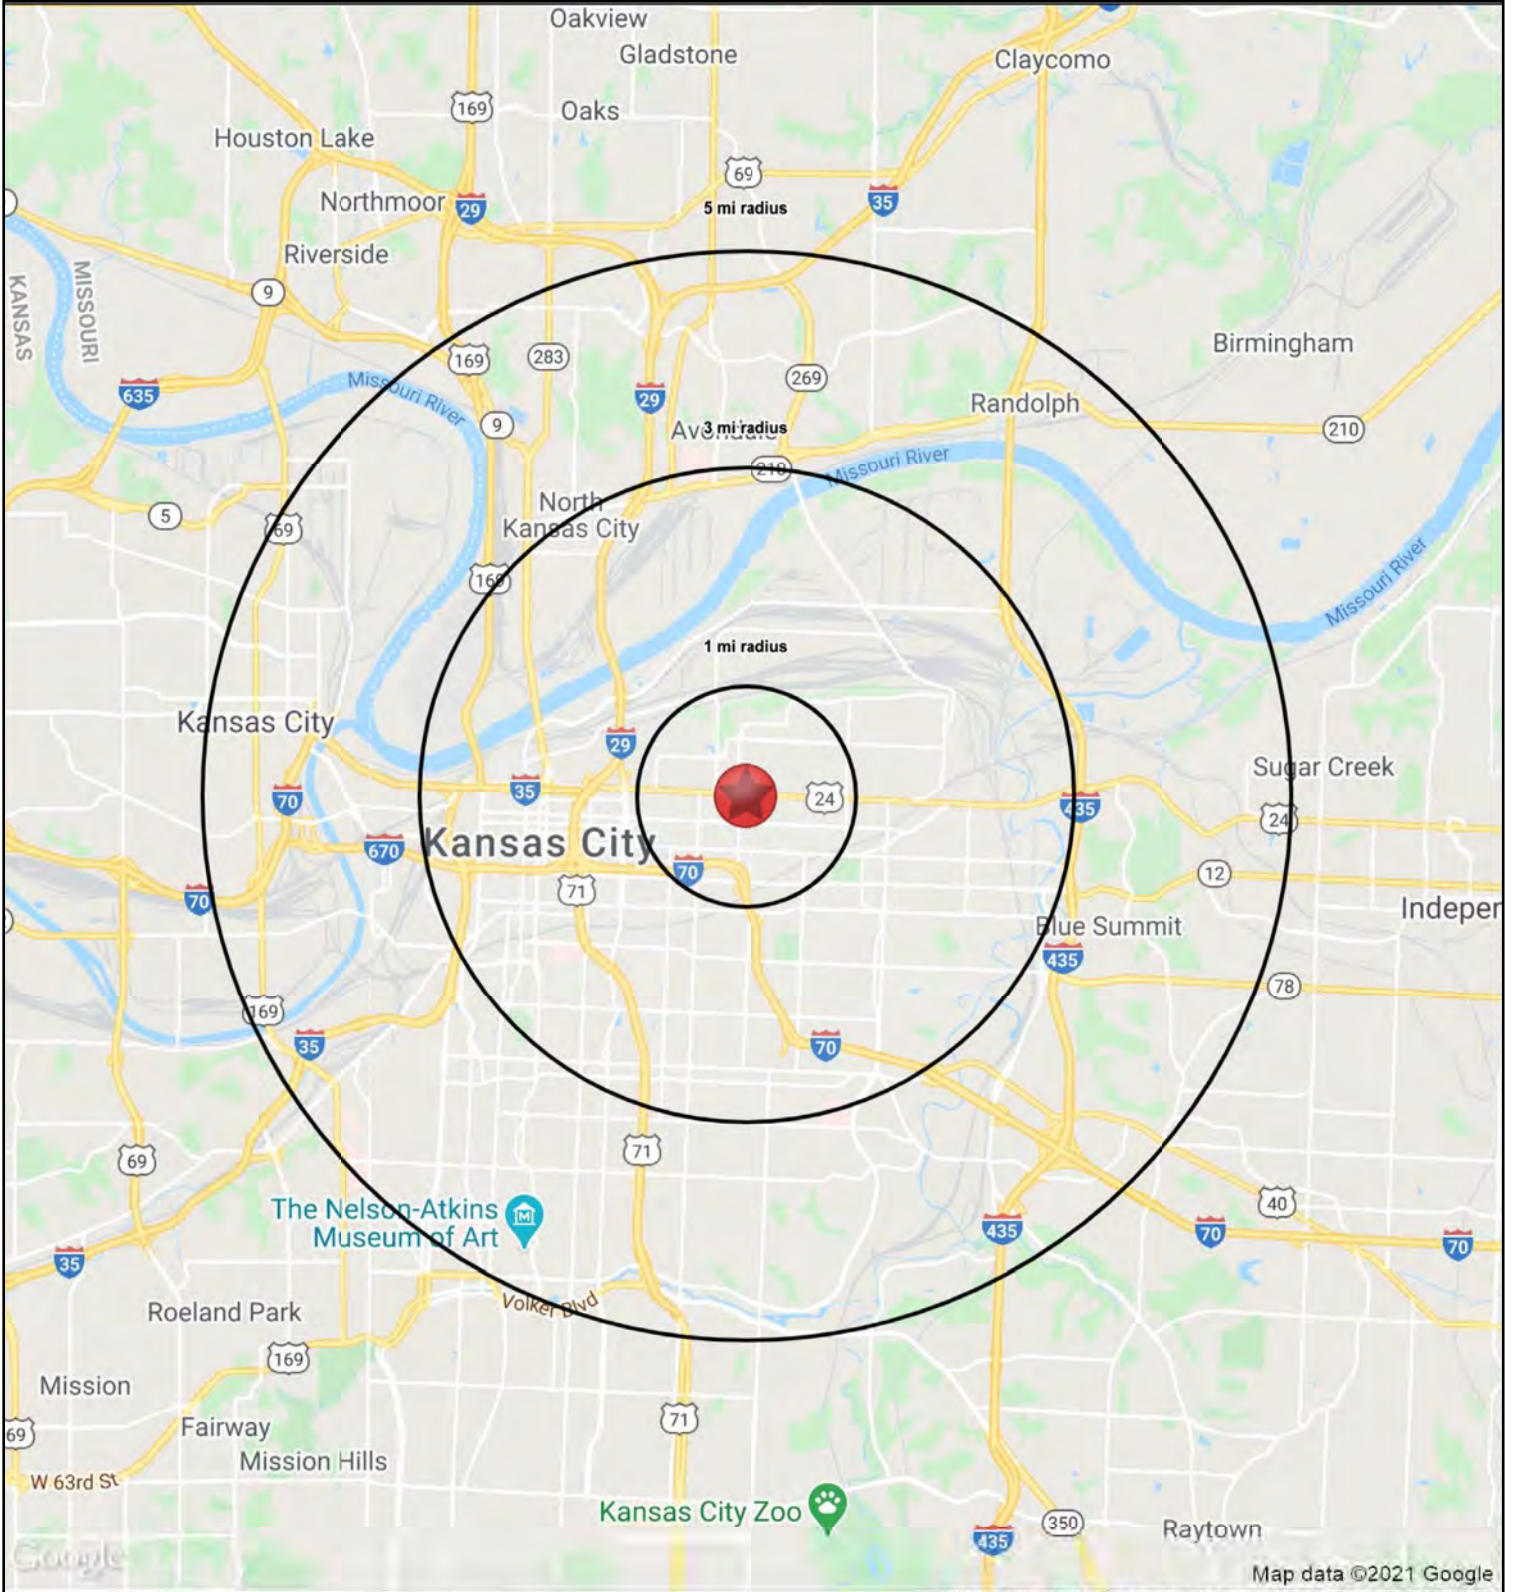 Oakview
Gladstone
Claycomo
169
Oaks
Houston Lake
69
Northmoor
29
35
5 mi radius
Riverside
KANSAS
MISSOURI
9
169
283
Birmingham
635
Missouri River
269
29
Randolph
9
Avondale
3 mi radius
210
210
Missouri River
5
69
North
Kansas City
169
Missouri River
1 mi radius
Kansas City
29
Sugar Creek
70
35
24
435
24
Kansas City
670
70
71
12
70
Indepen
Blue Summit
435
78
169
35
70
71
69
The Nelson-Atkins
Museum of Art
40
435
70
70
35
Volker Blvd
Roeland Park
169
Mission
71
Fairway
69
Mission Hills
W 63rd St
Kansas City Zoo
350
Raytown
435
Google
Map data ©2021 Google